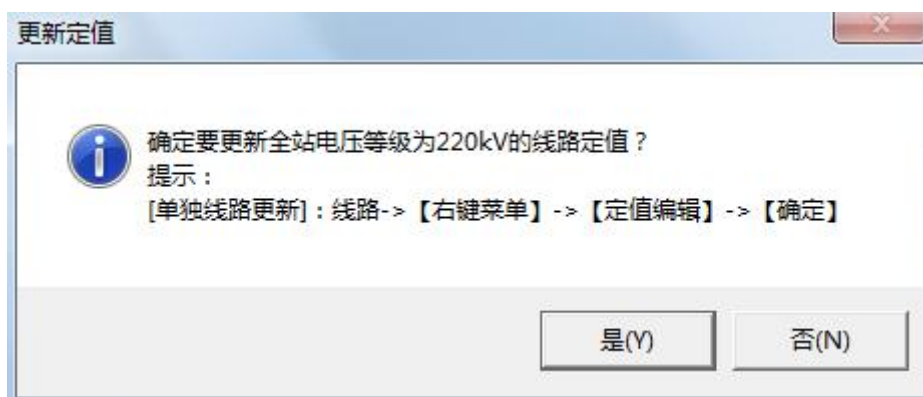 更新定值
确定要更新全站电压等级为220kV的线路定值？
提示：
[单独线路更新]：线路->【右键菜单】->【定值编辑】->【确定】
是(Y)
否(N)